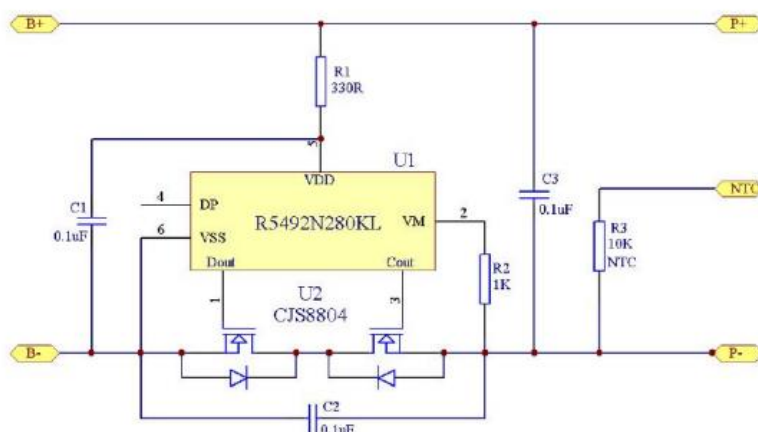 B+
P+
R1
330R
5
U1
VDD
C1
0.1uF
4
DP
R5492N280KL
VM
2
6
VSS
Dout
Cout
C3
0.1uF
NTC
R3
10K
NTC
R2
1K
1
U2
CJS8804
3
B-
P-
C2
0.1uF